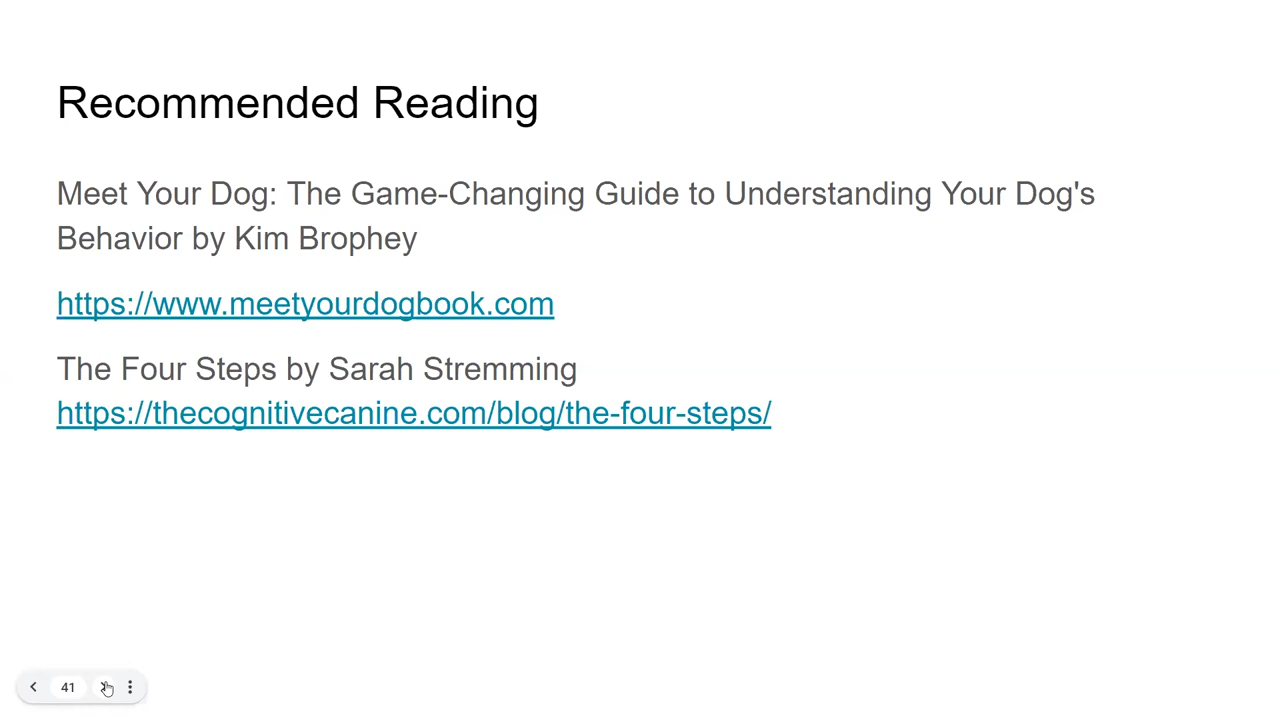 Recommended Reading
Meet Your Dog: The Game-Changing Guide to Understanding Your Dog's
Behavior by Kim Brophey
https://www.meetyourdogbook.com
The Four Steps by Sarah Stremming
https://thecognitivecanine.com/blog/the-four-steps/
41